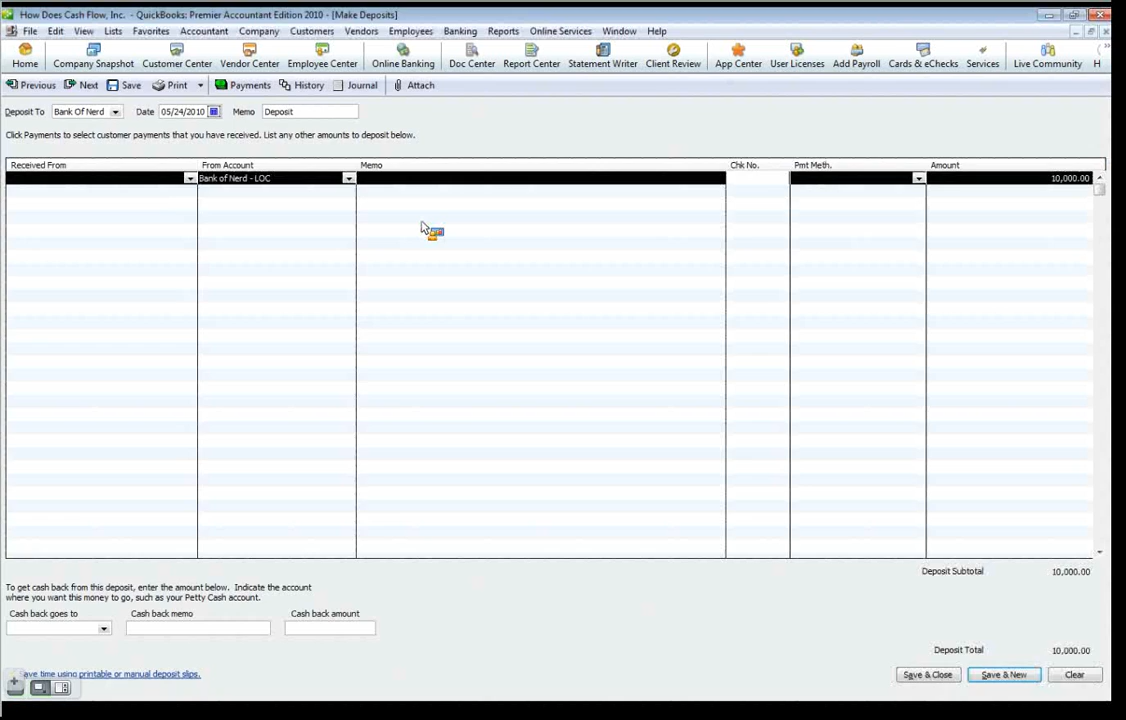 How Does Cash Flow, Inc. - QuickBooks: Premier Accountant Edition 2010 - [Make Deposits]
File Edit View Lists Favorites Accountant Company Customers Vendors Employees Banking Reports Online Services Window Help
Home Company Snapshot Customer Center Vendor Center Employee Center Online Banking Doc Center Report Center Statement Writer Client Review App Center User Licenses Add Payroll Cards & eChecks Services Live Community H
Previous Next Save Print Payments History Journal Attach
Deposit To Bank Of Nerd Date 05/24/2010 Memo Deposit
Click Payments to select customer payments that you have received. List any other amounts to deposit below.
Received From From Account Memo Chk No. Pmt Meth. Amount
Bank of Nerd - LOC 10,000.00
Deposit Subtotal 10,000.00
To get cash back from this deposit, enter the amount below. Indicate the account
where you want this money to go, such as your Petty Cash account.
Cash back goes to Cash back memo Cash back amount
Deposit Total 10,000.00
ave time using printable or manual deposit slips.
Save & Close Save & New Clear